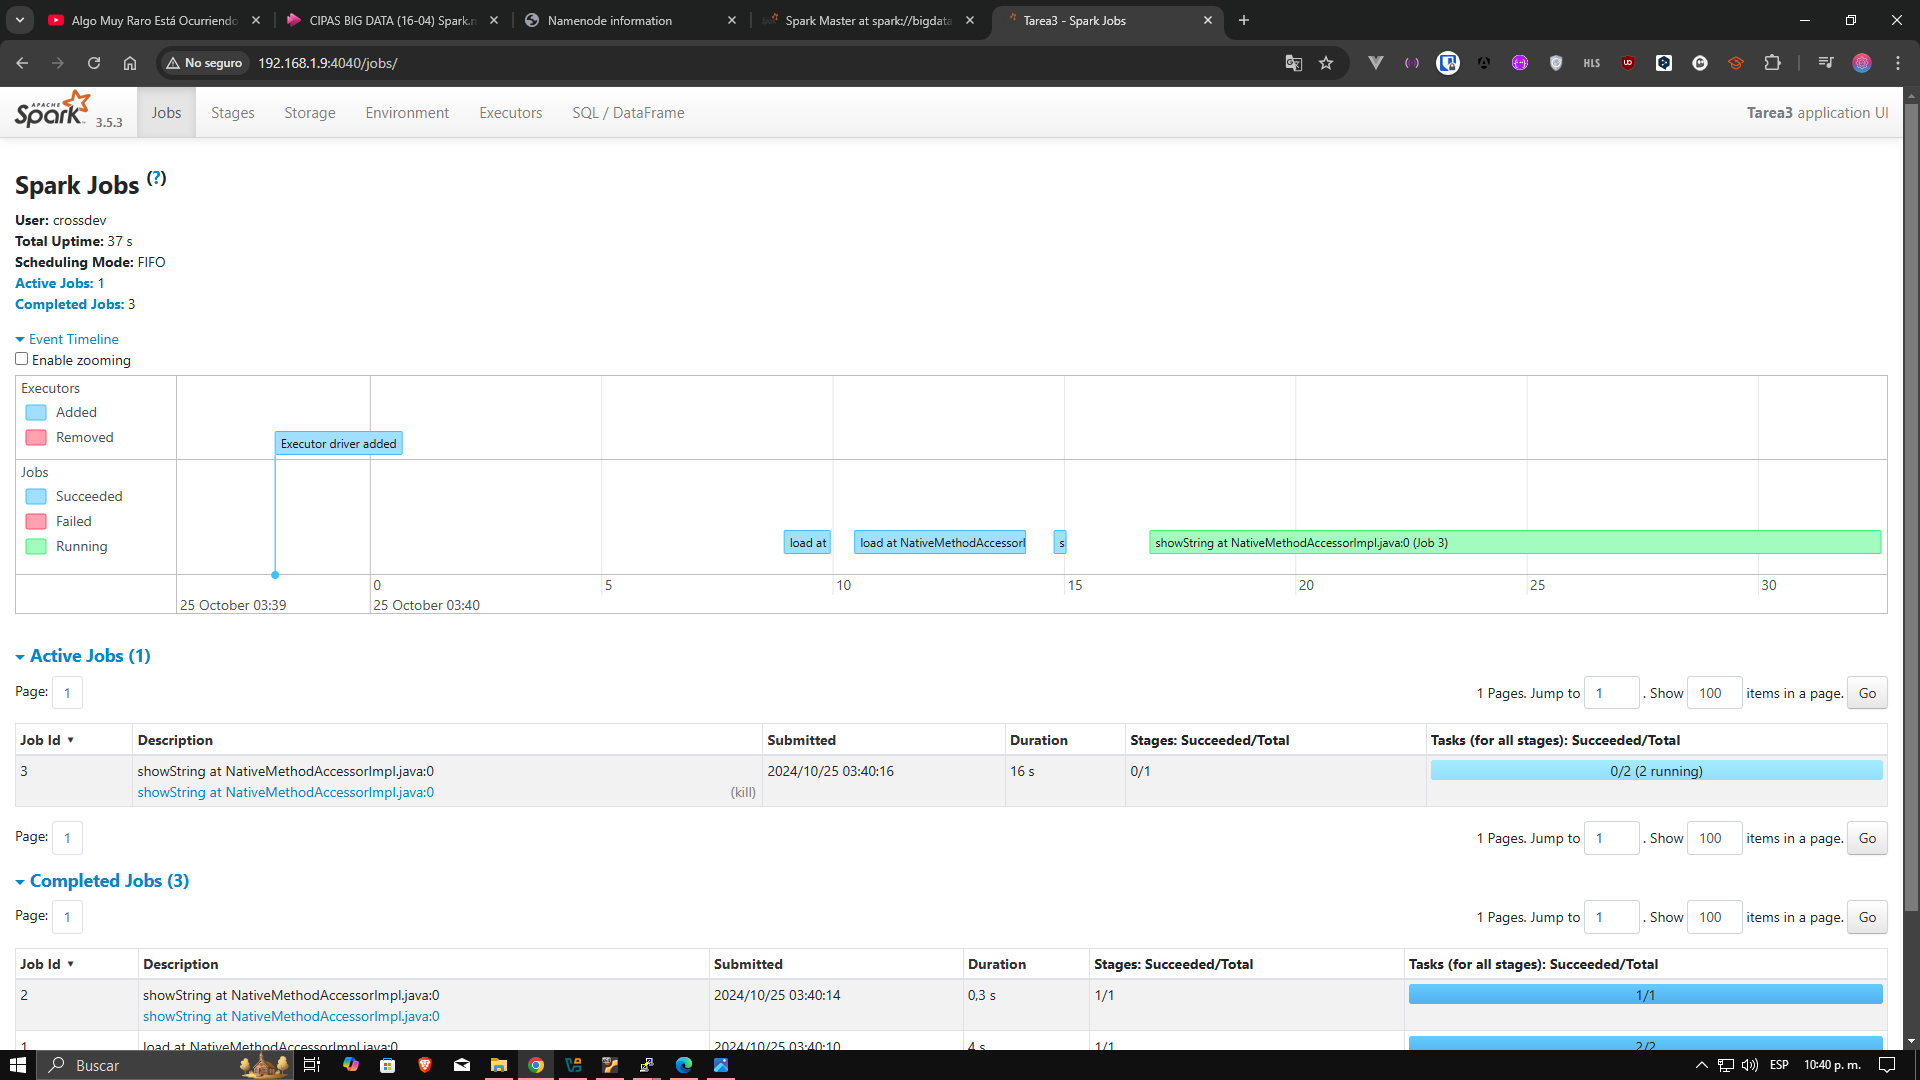 Algo Muy Raro Está Ocurriendo
CIPAS BIG DATA (16-04) Spark.m
Namenode information
Spark Master at spark://bigdata
Tarea3 - Spark Jobs
No seguro
192.168.1.9:4040/jobs/
HLS
APACHE
Spark 3.5.3
Jobs
Stages
Storage
Environment
Executors
SQL / DataFrame
Tarea3 application UI
Spark Jobs (?)
User: crossdev
Total Uptime: 37 s
Scheduling Mode: FIFO
Active Jobs: 1
Completed Jobs: 3
Event Timeline
Enable zooming
Executors
Added
Removed
Executor driver added
Jobs
Succeeded
Failed
Running
load at
load at NativeMethodAccessorI
s
showString at NativeMethodAccessorImpl.java:0 (Job 3)
0 5 10 15 20 25 30
25 October 03:39
25 October 03:40
Active Jobs (1)
Page: 1
1 Pages. Jump to 1 . Show 100 items in a page. Go
Job Id ▾ Description Submitted Duration Stages: Succeeded/Total Tasks (for all stages): Succeeded/Total
3 showString at NativeMethodAccessorImpl.java:0 2024/10/25 03:40:16 16 s 0/1 0/2 (2 running)
showString at NativeMethodAccessorImpl.java:0 (kill)
Page: 1
1 Pages. Jump to 1 . Show 100 items in a page. Go
Completed Jobs (3)
Page: 1
1 Pages. Jump to 1 . Show 100 items in a page. Go
Job Id ▾ Description Submitted Duration Stages: Succeeded/Total Tasks (for all stages): Succeeded/Total
2 showString at NativeMethodAccessorImpl.java:0 2024/10/25 03:40:14 0,3 s 1/1 1/1
showString at NativeMethodAccessorImpl.java:0
1 load at NativeMethodAccessorImpl.java:0 2024/10/25 03:40:10 4 s 1/1 2/2
Buscar
ESP
10:40 p. m.